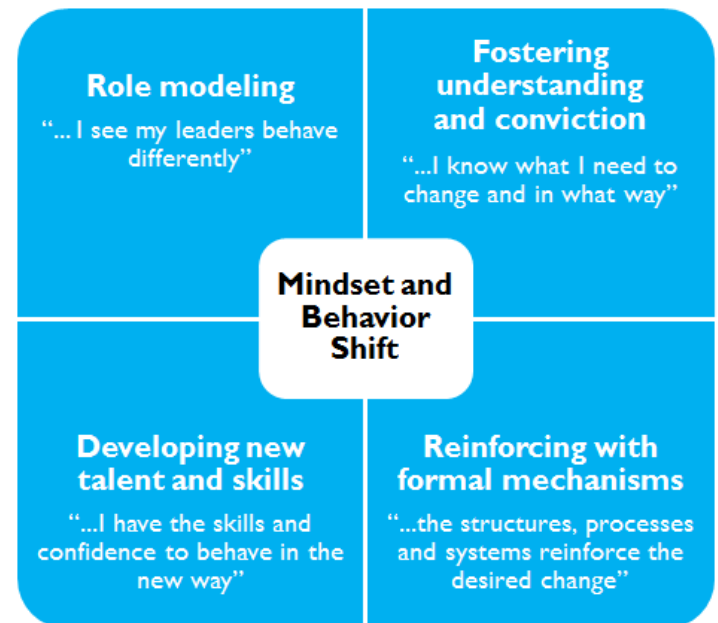 Role modeling
“... I see my leaders behave
differently”
Fostering
understanding
and conviction
“...I know what I need to
change and in what way”
Mindset and
Behavior
Shift
Developing new
talent and skills
“...I have the skills and
confidence to behave in the
new way”
Reinforcing with
formal mechanisms
“...the structures, processes
and systems reinforce the
desired change”